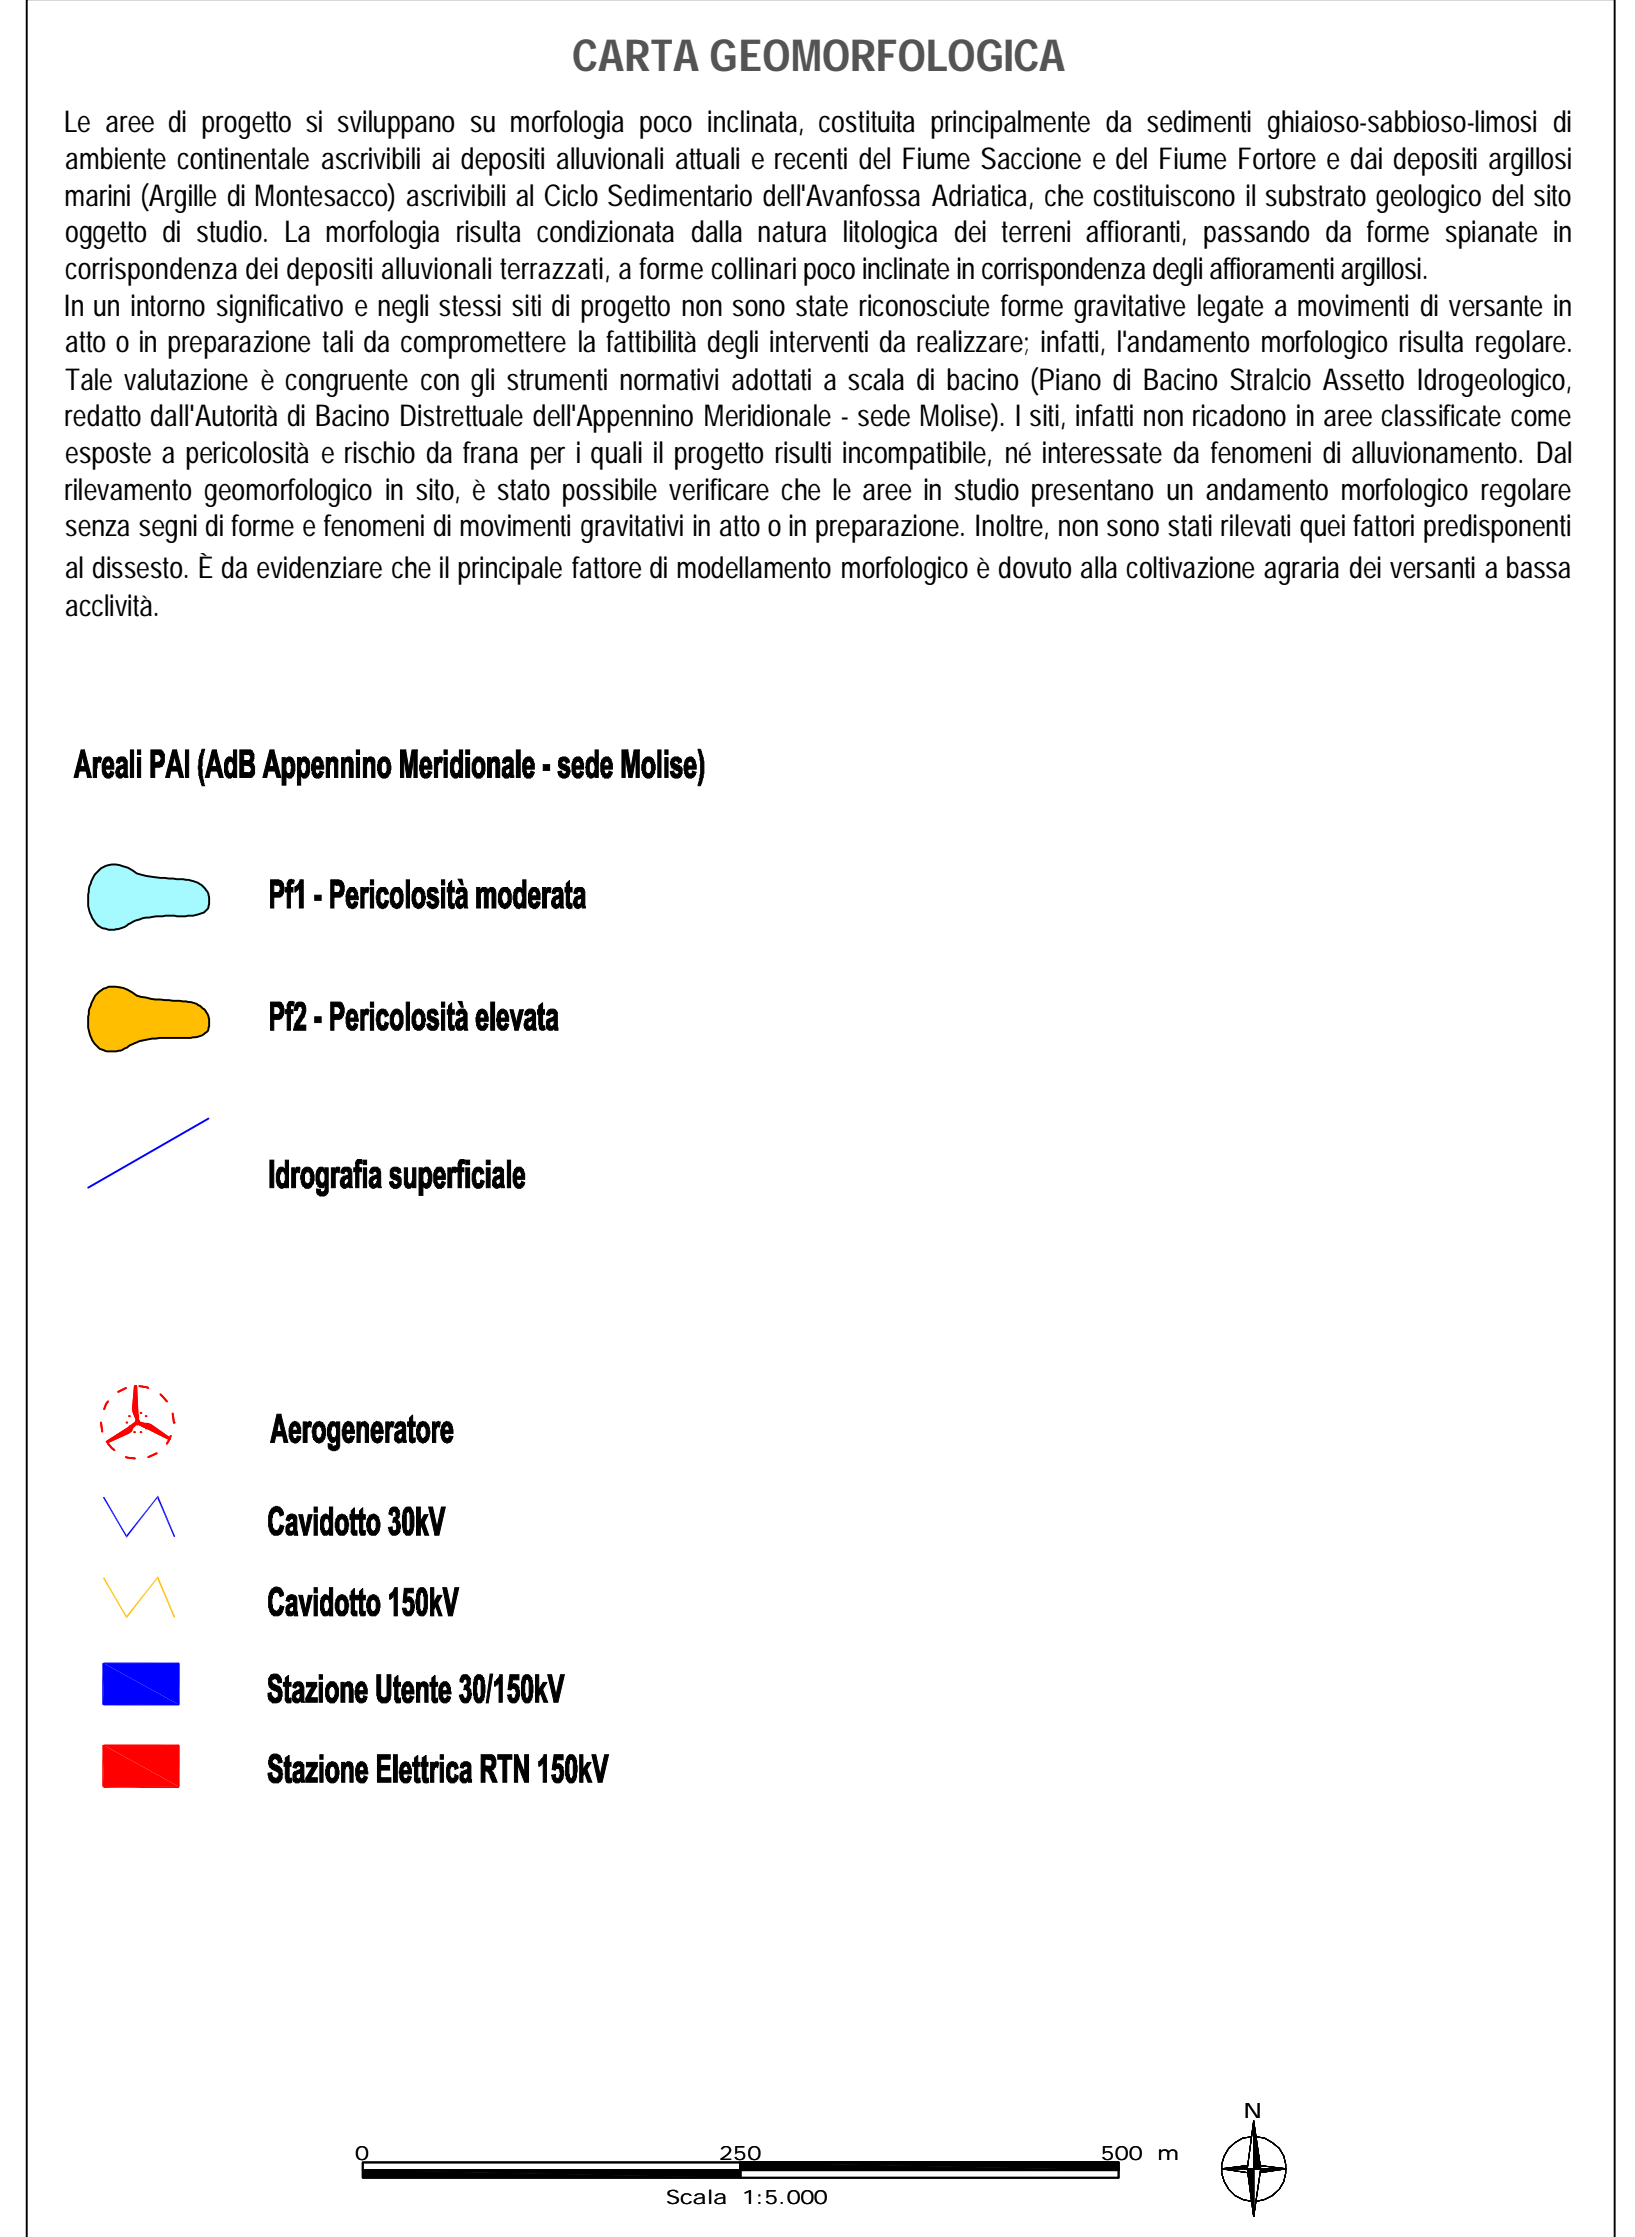 CARTA GEOMORFOLOGICA
Le aree di progetto si sviluppano su morfologia poco inclinata, costituita principalmente da sedimenti ghiaioso-sabbioso-limosi di
ambiente continentale ascrivibili ai depositi alluvionali attuali e recenti del Fiume Saccione e del Fiume Fortore e dai depositi argillosi
marini (Argille di Montesacco) ascrivibili al Ciclo Sedimentario dell'Avanfossa Adriatica, che costituiscono il substrato geologico del sito
oggetto di studio. La morfologia risulta condizionata dalla natura litologica dei terreni affioranti, passando da forme spianate in
corrispondenza dei depositi alluvionali terrazzati, a forme collinari poco inclinate in corrispondenza degli affioramenti argillosi.
In un intorno significativo e negli stessi siti di progetto non sono state riconosciute forme gravitative legate a movimenti di versante in
atto o in preparazione tali da compromettere la fattibilità degli interventi da realizzare; infatti, l'andamento morfologico risulta regolare.
Tale valutazione è congruente con gli strumenti normativi adottati a scala di bacino (Piano di Bacino Stralcio Assetto Idrogeologico,
redatto dall'Autorità di Bacino Distrettuale dell'Appennino Meridionale - sede Molise). I siti, infatti non ricadono in aree classificate come
esposte a pericolosità e rischio da frana per i quali il progetto risulti incompatibile, né interessate da fenomeni di alluvionamento. Dal
rilevamento geomorfologico in sito, è stato possibile verificare che le aree in studio presentano un andamento morfologico regolare
senza segni di forme e fenomeni di movimenti gravitativi in atto o in preparazione. Inoltre, non sono stati rilevati quei fattori predisponenti
al dissesto. È da evidenziare che il principale fattore di modellamento morfologico è dovuto alla coltivazione agraria dei versanti a bassa
acclività.
Areali PAI (AdB Appennino Meridionale - sede Molise)
Pf1 - Pericolosità moderata
Pf2 - Pericolosità elevata
Idrografia superficiale
Aerogeneratore
Cavidotto 30kV
Cavidotto 150kV
Stazione Utente 30/150kV
Stazione Elettrica RTN 150kV
N
0 250 500 m
Scala 1:5.000